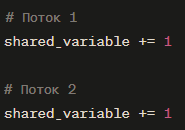 # Поток 1
shared_variable += 1
# Поток 2
shared_variable += 1